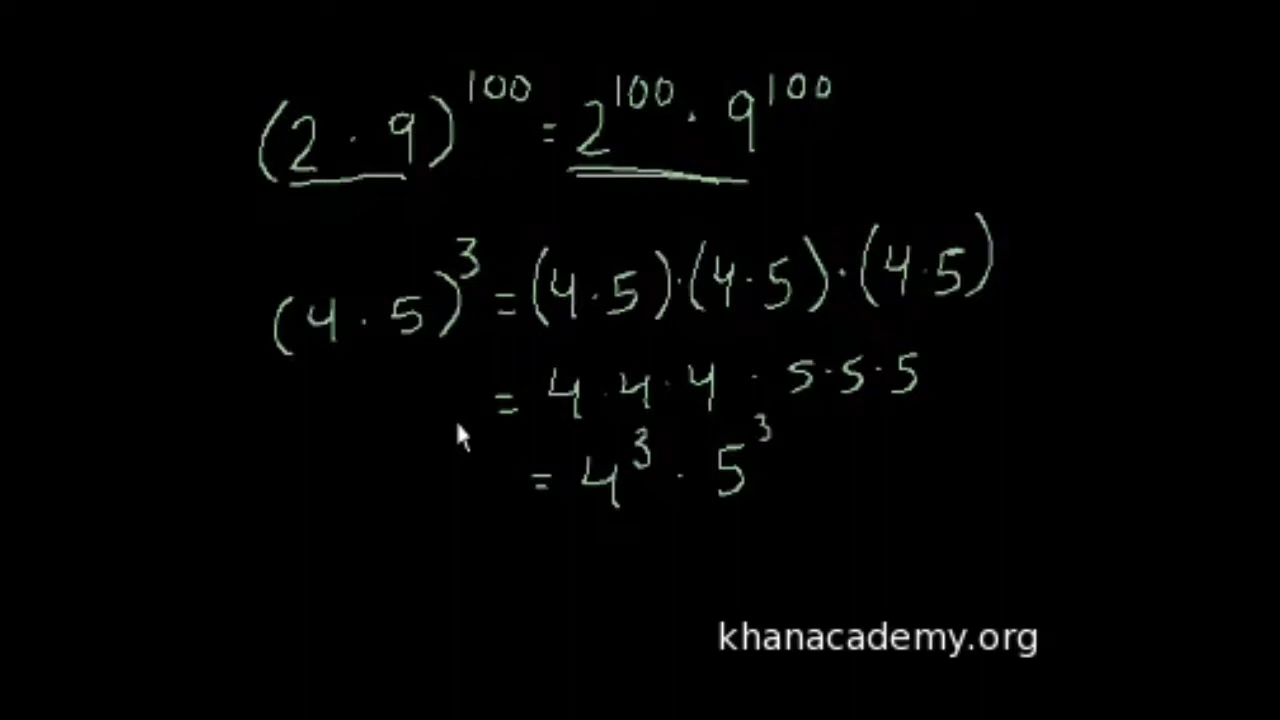 (2 · 9)^100 = 2^100 · 9^100
(4 · 5)^3 = (4 · 5) · (4 · 5) · (4 · 5)
= 4 · 4 · 4 · 5 · 5 · 5
= 4^3 · 5^3
khanacademy.org